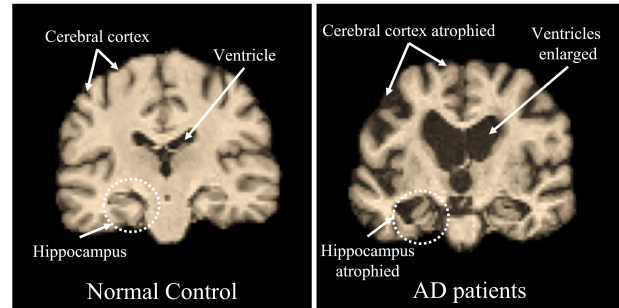 Cerebral cortex
Ventricle
Hippocampus
Normal Control
Cerebral cortex atrophied
Ventricles
enlarged
Hippocampus
atrophied
AD patients